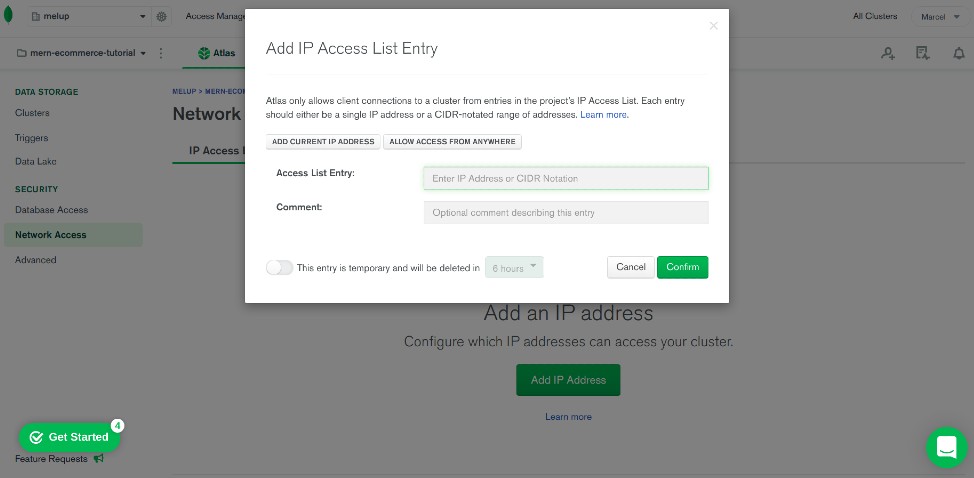 melup
Access Manag
All Clusters
Marcel
mern-ecommerce-tutorial
Atlas
DATA STORAGE
Clusters
Triggers
Data Lake
SECURITY
Database Access
Network Access
Advanced
MELUP > MERN-ECO
Network
IP Access
Add IP Access List Entry
Atlas only allows client connections to a cluster from entries in the project's IP Access List. Each entry
should either be a single IP address or a CIDR-notated range of addresses. Learn more.
ADD CURRENT IP ADDRESS
ALLOW ACCESS FROM ANYWHERE
Access List Entry:
Enter IP Address or CIDR Notation
Comment:
Optional comment describing this entry
This entry is temporary and will be deleted in
6 hours
Cancel
Confirm
Add an IP address
Configure which IP addresses can access your cluster.
Add IP Address
Learn more
Get Started
4
Feature Requests